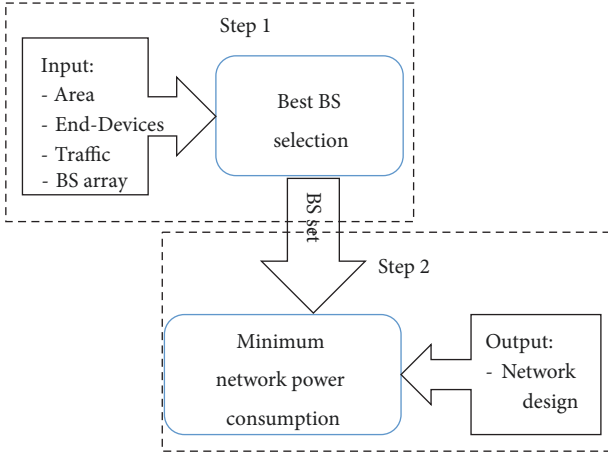 Step 1
Input:
- Area
- End-Devices
- Traffic
- BS array
Best BS
selection
BS set
Step 2
Minimum
network power
consumption
Output:
- Network
design